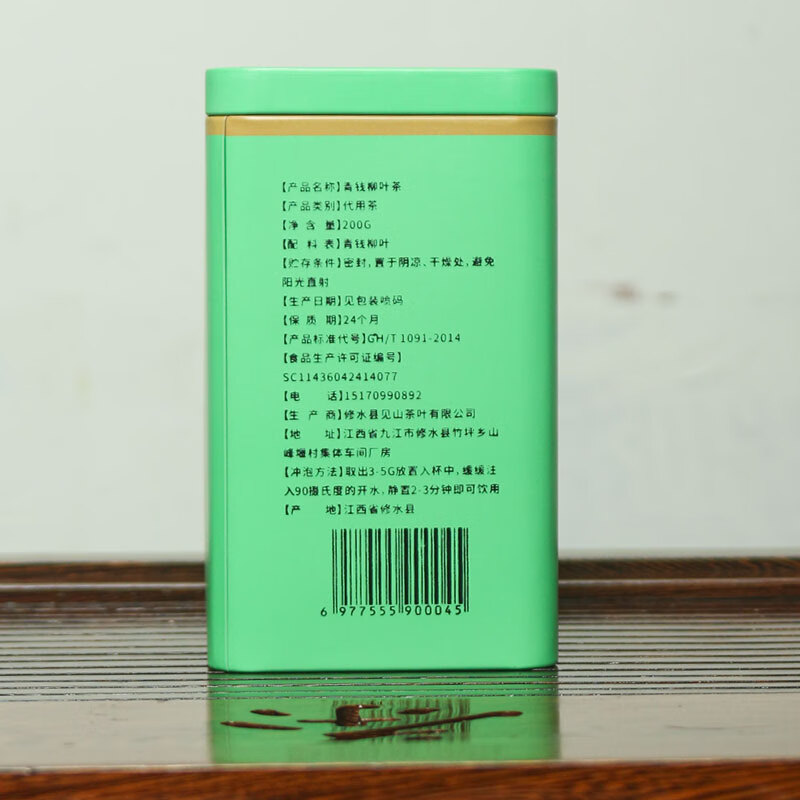 【产品名称】青钱柳叶茶
【产品类别】代用茶
【净 含 量】200G
【配 料 表】青钱柳叶
【贮存条件】密封,置于阴凉、干燥处,避免
阳光直射
【生产日期】见包装喷码
【保 质 期】24个月
【产品标准代号】GH/T 1091-2014
【食品生产许可证编号】
SC11436042414077
【电 话】15170990892
【生 产 商】修水县见山茶叶有限公司
【地 址】江西省九江市修水县竹坪乡山
峰堰村集体车间厂房
【冲泡方法】取出3-5G放置入杯中,缓缓注
入90摄氏度的开水,静置2-3分钟即可饮用
【产 地】江西省修水县
6 977555 900045